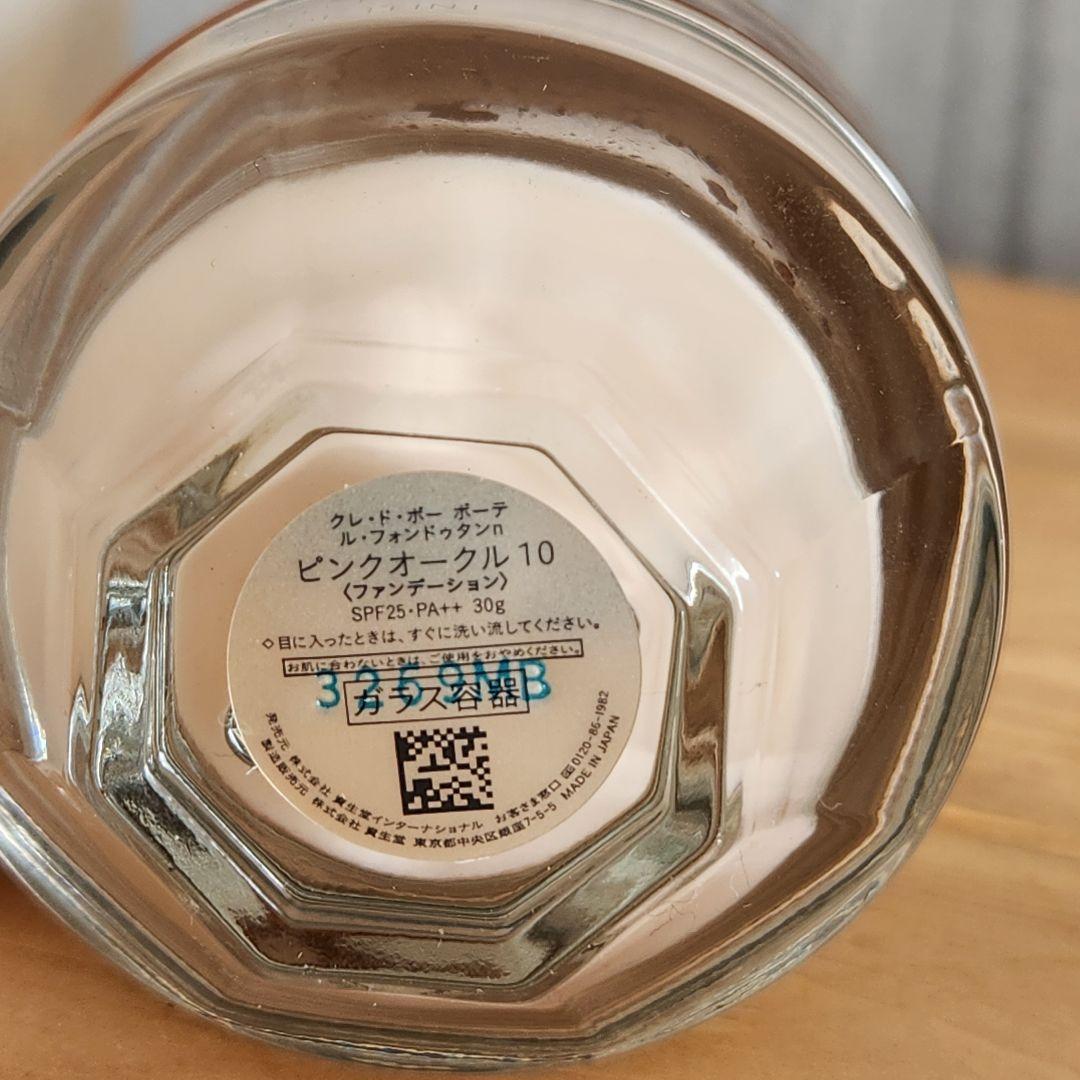 クレ・ド・ポー ボーテ
ル・フォンドゥタンn
ピンクオークル10
〈ファンデーション〉
SPF25・PA++ 30g
◇目に入ったときは、すぐに洗い流してください。
お肌に合わないときは、ご使用をおやめください。
3259MB
ガラス容器
発売元 株式会社 資生堂インターナショナル お客さま窓口 0120-86-1982
製造販売元 株式会社 資生堂 東京都中央区銀座7-5-5 MADE IN JAPAN